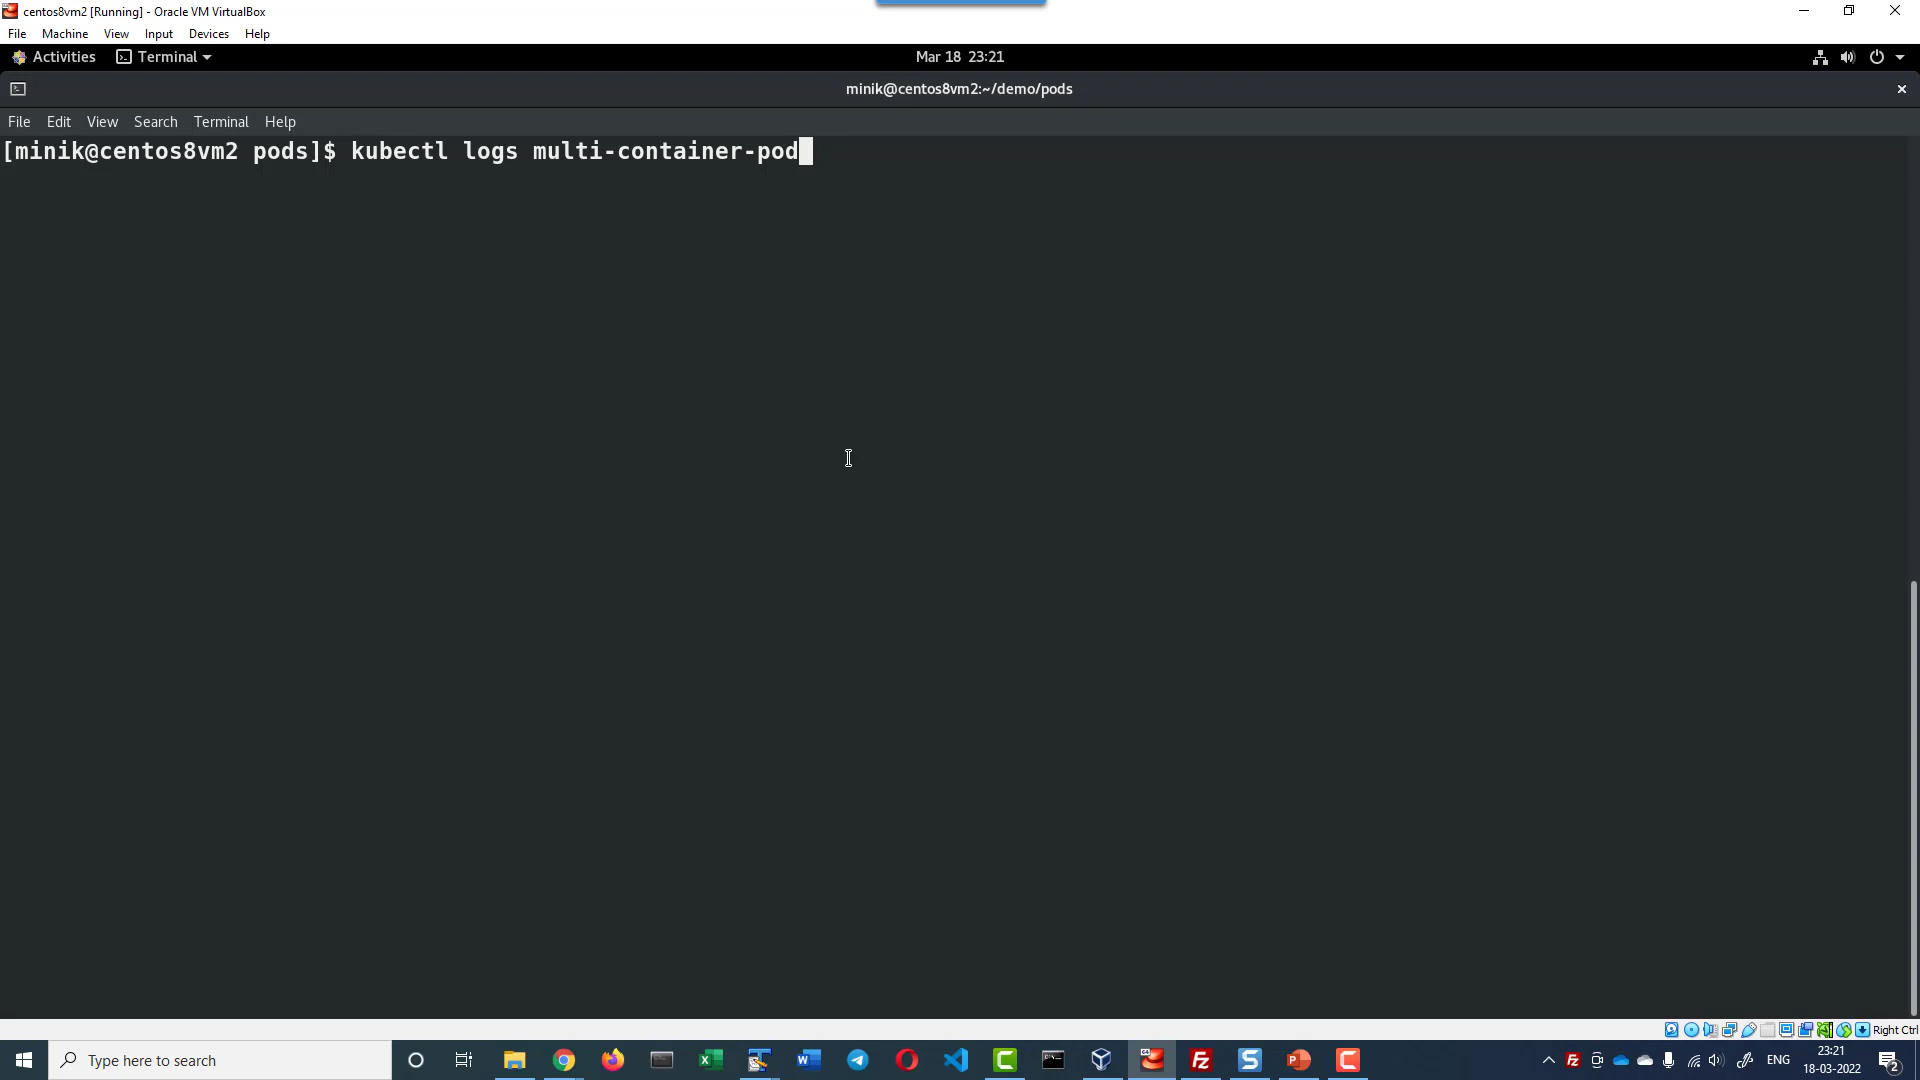 centos8vm2 [Running] - Oracle VM VirtualBox
File Machine View Input Devices Help
Activities Terminal Mar 18 23:21
minik@centos8vm2:~/demo/pods
File Edit View Search Terminal Help
[minik@centos8vm2 pods]$ kubectl logs multi-container-pod
Right Ctrl
Type here to search
ENG
23:21
18-03-2022
2